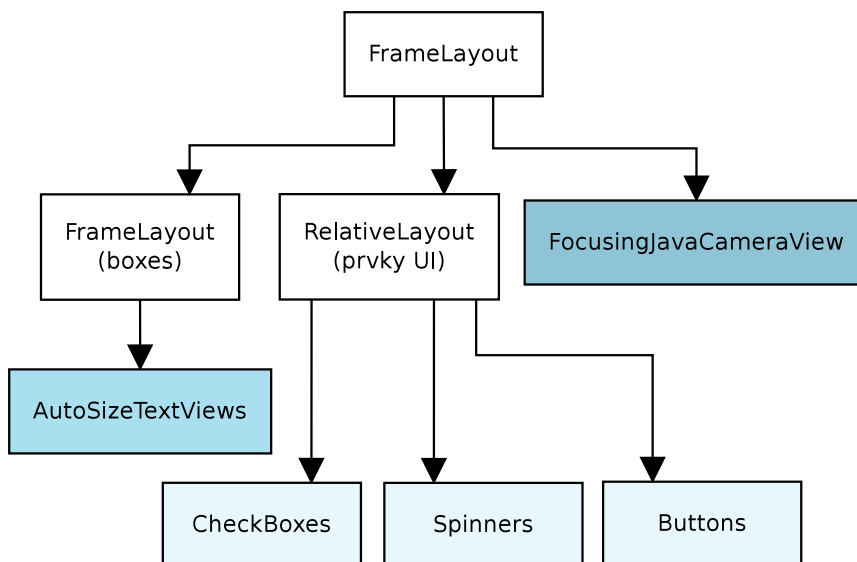 FrameLayout
FrameLayout
(boxes)
RelativeLayout
(prvky UI)
FocusingJavaCameraView
AutoSizeTextViews
CheckBoxes
Spinners
Buttons